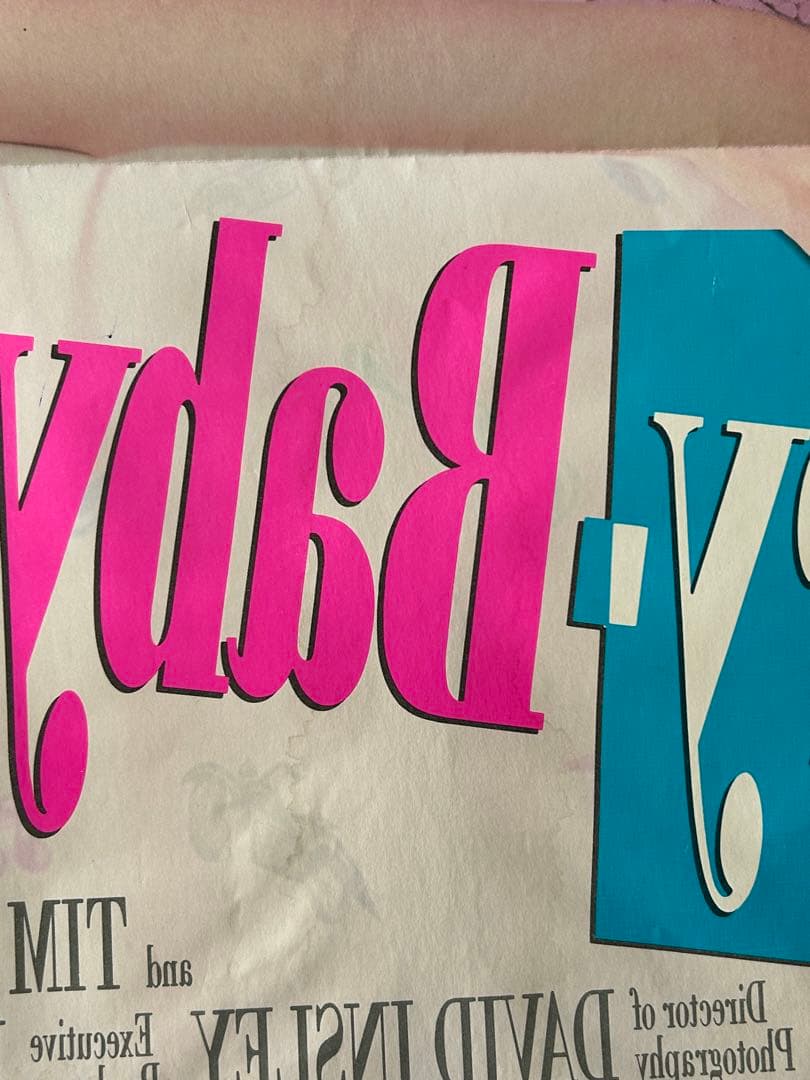 y-Baby
and TIM
Director of Photography DAVID INSLEY Executive